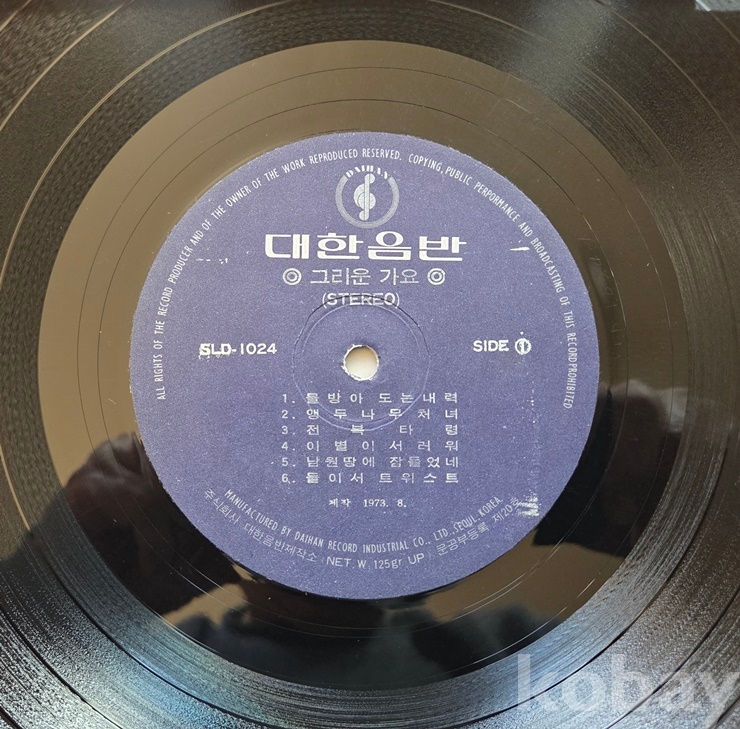 ALL RIGHTS OF THE RECORD PRODUCER AND OF THE OWNER OF THE WORK REPRODUCED RESERVED. COPYING, PUBLIC PERPORMANCE AND BROADCASTING OF THIS RECORD PROHIBITED
DAIHAN
대한음반
◎ 그리운 가요 ◎
(STEREO)
SLD-1024
SIDE ①
1. 물방아 도는내력
2. 앵두나무처녀
3. 전복타령
4. 이별이서러워
5. 남원땅에 잠들었네
6. 둘이서 트위스트
제작 1973. 8.
MANUFACTURED BY DAIHAN RECORD INDUSTRIAL CO., LTD., SEOUL, KOREA.
주식회사 대한음반제작소 NET. W. 125gr UP 문공부등록 제20호
kobay